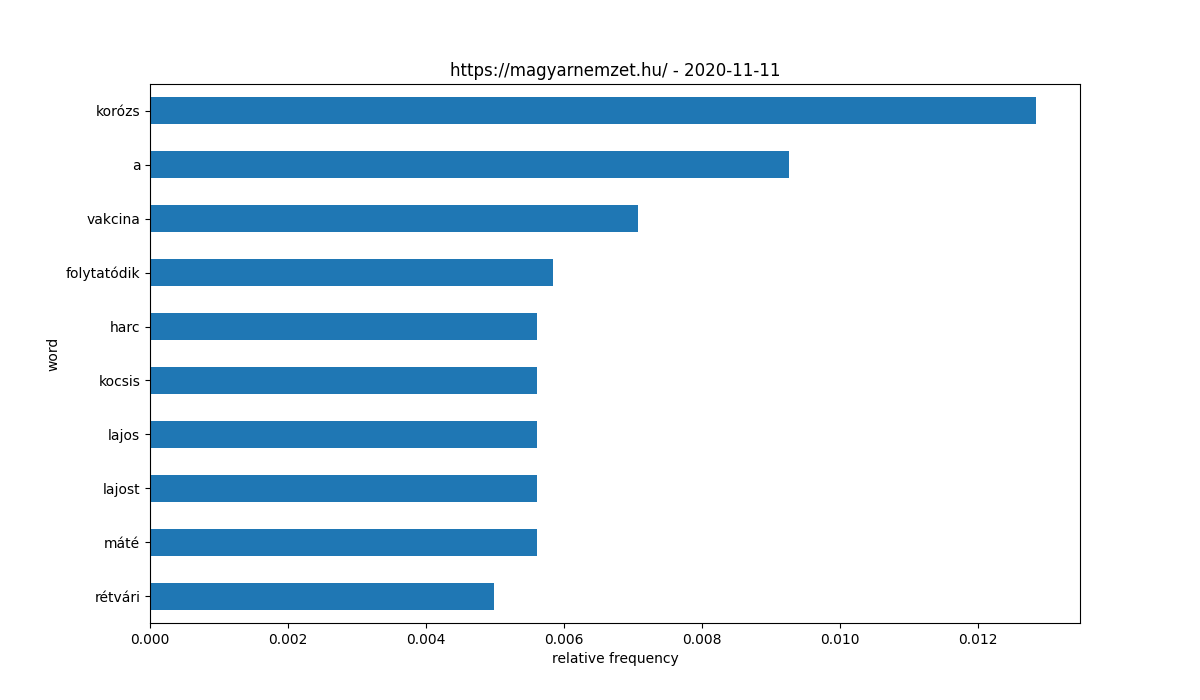 https://magyarnemzet.hu/ - 2020-11-11
korózs
a
vakcina
folytatódik
harc
kocsis
lajos
lajost
máté
rétvári
word
0.000 0.002 0.004 0.006 0.008 0.010 0.012
relative frequency